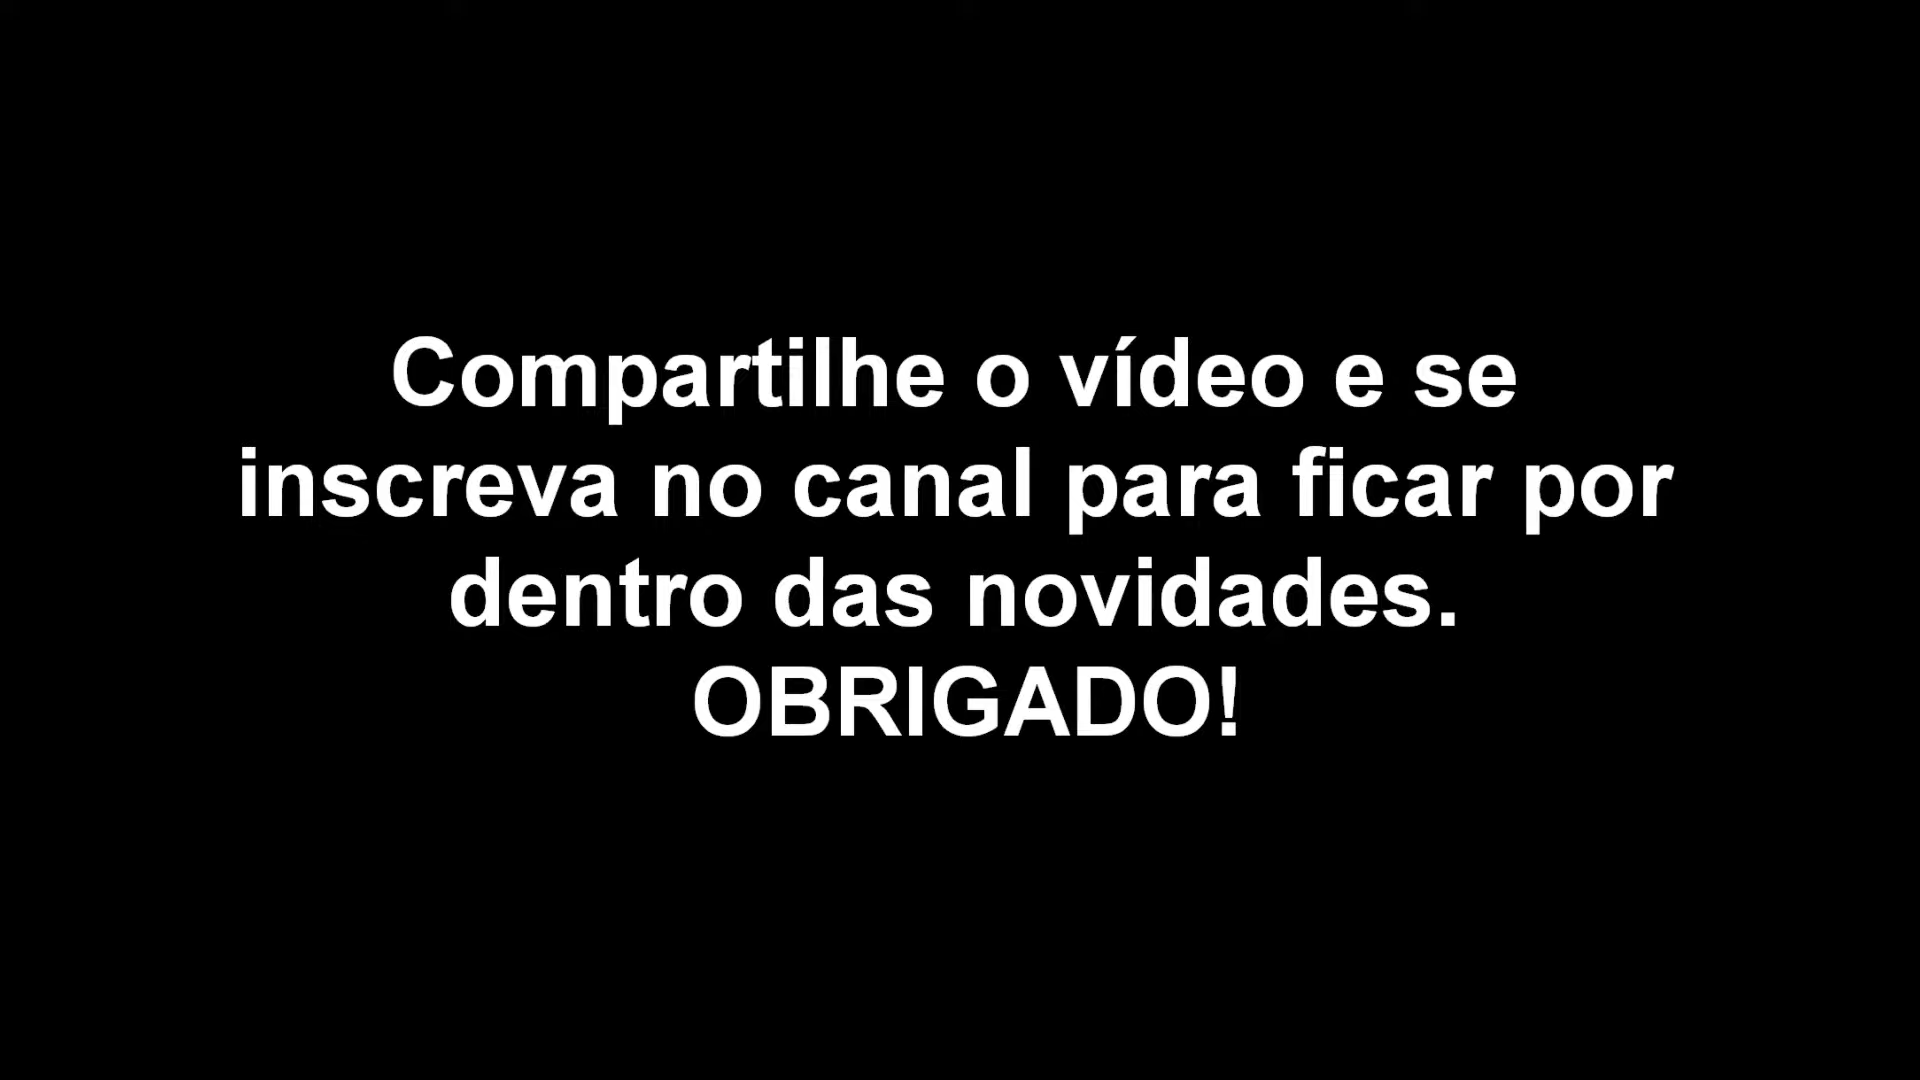 Compartilhe o vídeo e se
inscreva no canal para ficar por
dentro das novidades.
OBRIGADO!